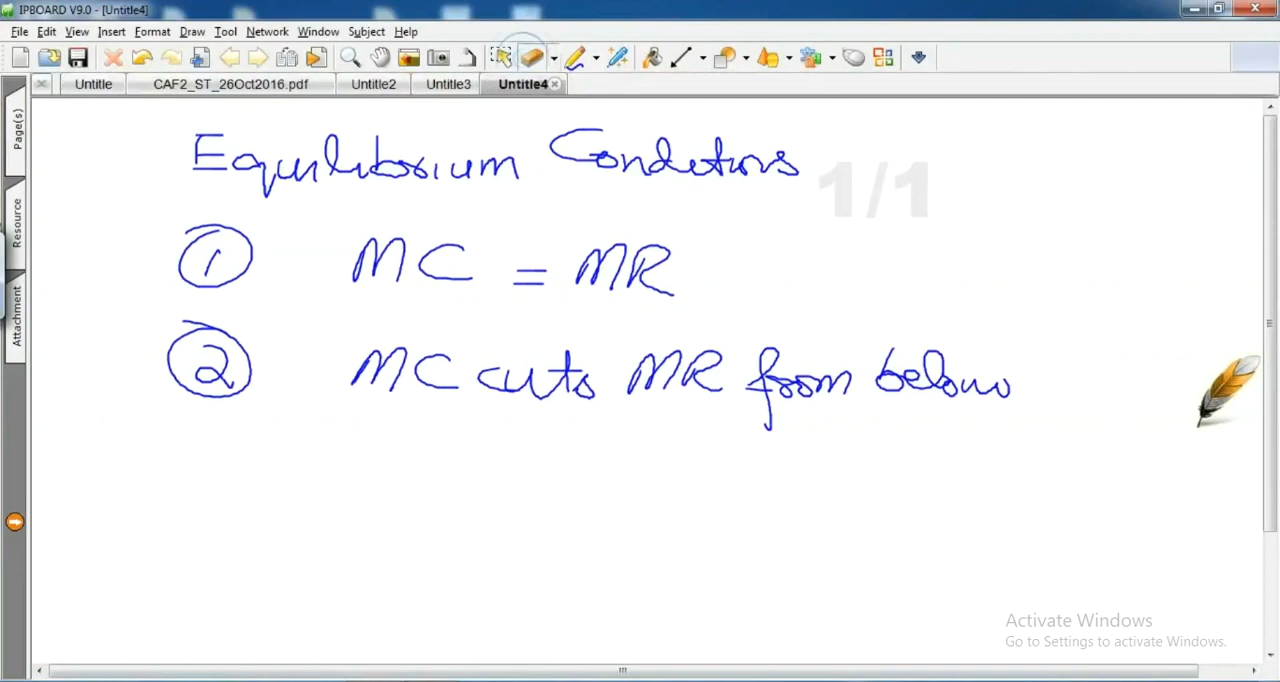 IPBOARD V9.0 - [Untitle4]
File Edit View Insert Format Draw Tool Network Window Subject Help
Untitle CAF2_ST_26Oct2016.pdf Untitle2 Untitle3 Untitle4
Page(s)
Resource
Attachment
Equilibrium Conditions
1/1
1 MC = MR
2 MC cuts MR from below
Activate Windows
Go to Settings to activate Windows.